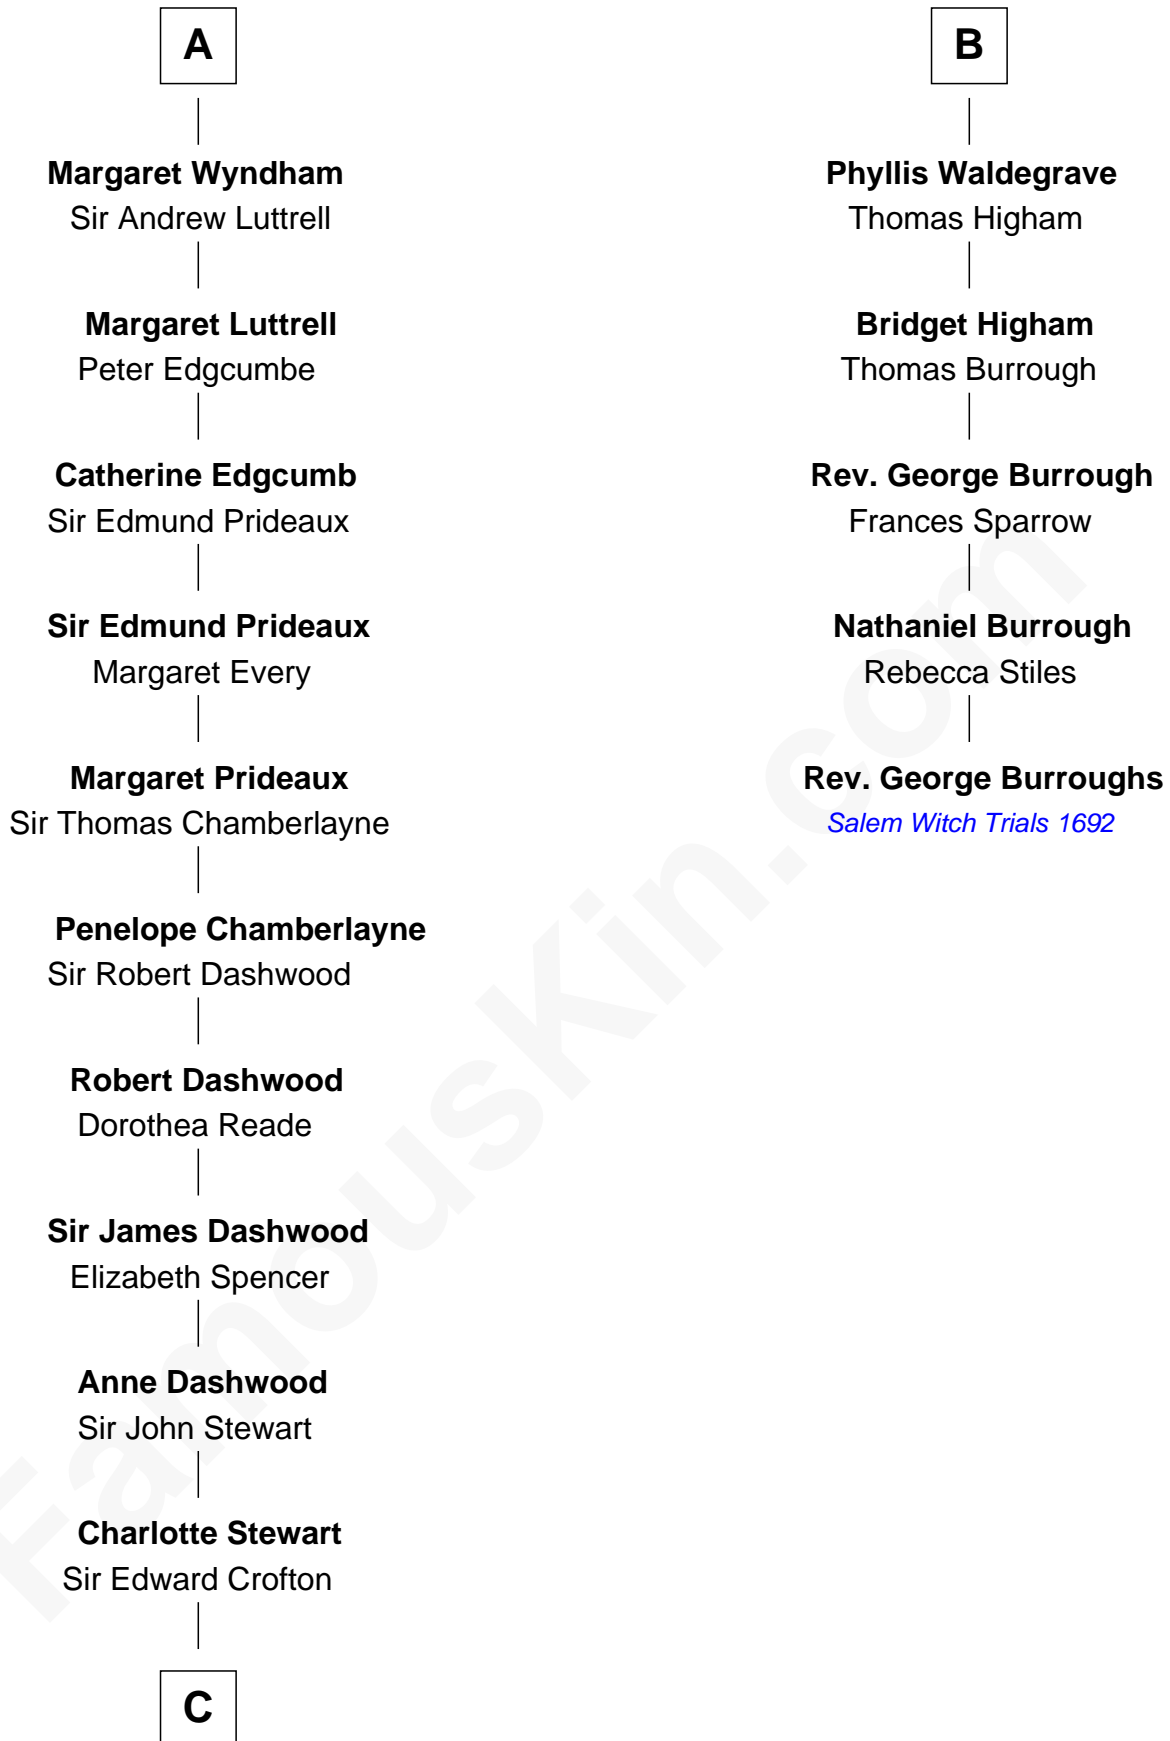 A
Margaret Wyndham
Sir Andrew Luttrell
Margaret Luttrell
Peter Edgcumbe
Catherine Edgcumb
Sir Edmund Prideaux
Sir Edmund Prideaux
Margaret Every
Margaret Prideaux
Sir Thomas Chamberlayne
Penelope Chamberlayne
Sir Robert Dashwood
Robert Dashwood
Dorothea Reade
Sir James Dashwood
Elizabeth Spencer
Anne Dashwood
Sir John Stewart
Charlotte Stewart
Sir Edward Crofton
C
B
Phyllis Waldegrave
Thomas Higham
Bridget Higham
Thomas Burrough
Rev. George Burrough
Frances Sparrow
Nathaniel Burrough
Rebecca Stiles
Rev. George Burroughs
Salem Witch Trials 1692
FamousKin.com